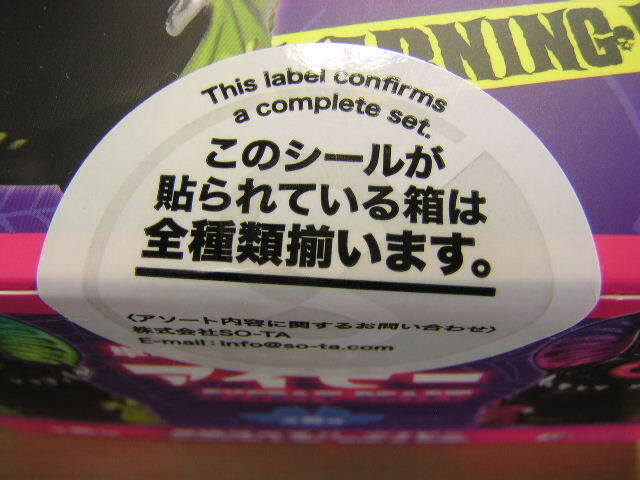 WARNING
This label confirms
a complete set.
このシールが
貼られている箱は
全種類揃います。
〈アソート内容に関するお問い合わせ〉
株式会社SO-TA
E-mail : info@so-ta.com